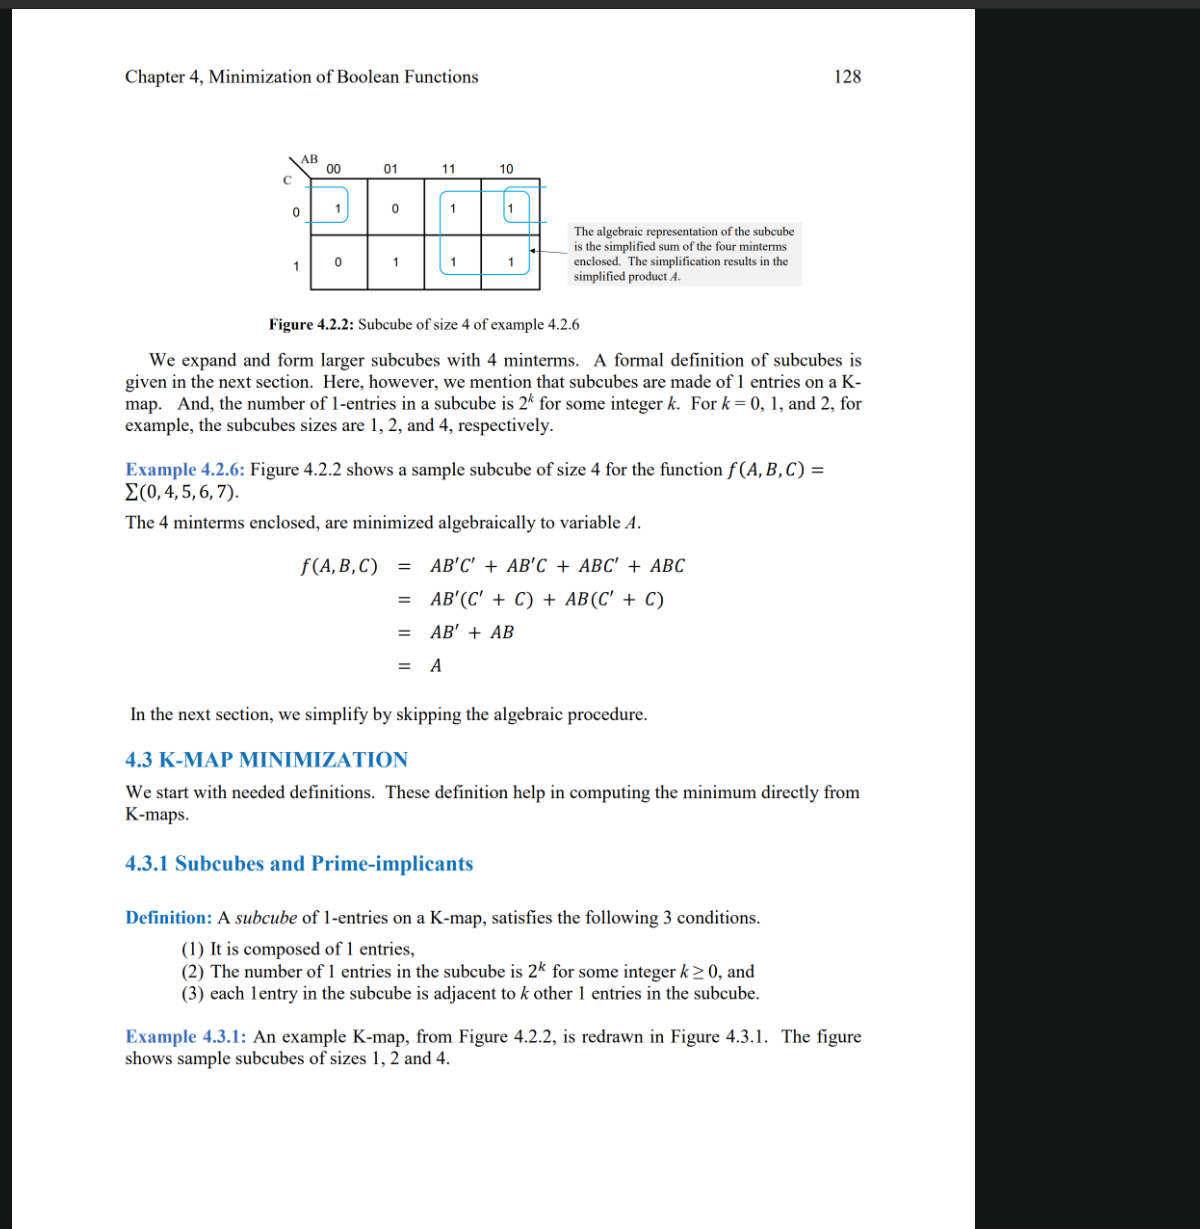 Chapter 4, Minimization of Boolean Functions 128
AB
C
00 01 11 10
0 1 0 1 1
1 0 1 1 1
The algebraic representation of the subcube
is the simplified sum of the four minterms
enclosed. The simplification results in the
simplified product A.
Figure 4.2.2: Subcube of size 4 of example 4.2.6
We expand and form larger subcubes with 4 minterms. A formal definition of subcubes is
given in the next section. Here, however, we mention that subcubes are made of 1 entries on a K-
map. And, the number of 1-entries in a subcube is 2ᵏ for some integer k. For k = 0, 1, and 2, for
example, the subcubes sizes are 1, 2, and 4, respectively.
Example 4.2.6: Figure 4.2.2 shows a sample subcube of size 4 for the function f(A, B, C) =
∑(0, 4, 5, 6, 7).
The 4 minterms enclosed, are minimized algebraically to variable A.
f(A, B, C) = AB′C′ + AB′C + ABC′ + ABC
= AB′(C′ + C) + AB(C′ + C)
= AB′ + AB
= A
In the next section, we simplify by skipping the algebraic procedure.
4.3 K-MAP MINIMIZATION
We start with needed definitions. These definition help in computing the minimum directly from
K-maps.
4.3.1 Subcubes and Prime-implicants
Definition: A subcube of 1-entries on a K-map, satisfies the following 3 conditions.
(1) It is composed of 1 entries,
(2) The number of 1 entries in the subcube is 2ᵏ for some integer k ≥ 0, and
(3) each 1entry in the subcube is adjacent to k other 1 entries in the subcube.
Example 4.3.1: An example K-map, from Figure 4.2.2, is redrawn in Figure 4.3.1. The figure
shows sample subcubes of sizes 1, 2 and 4.